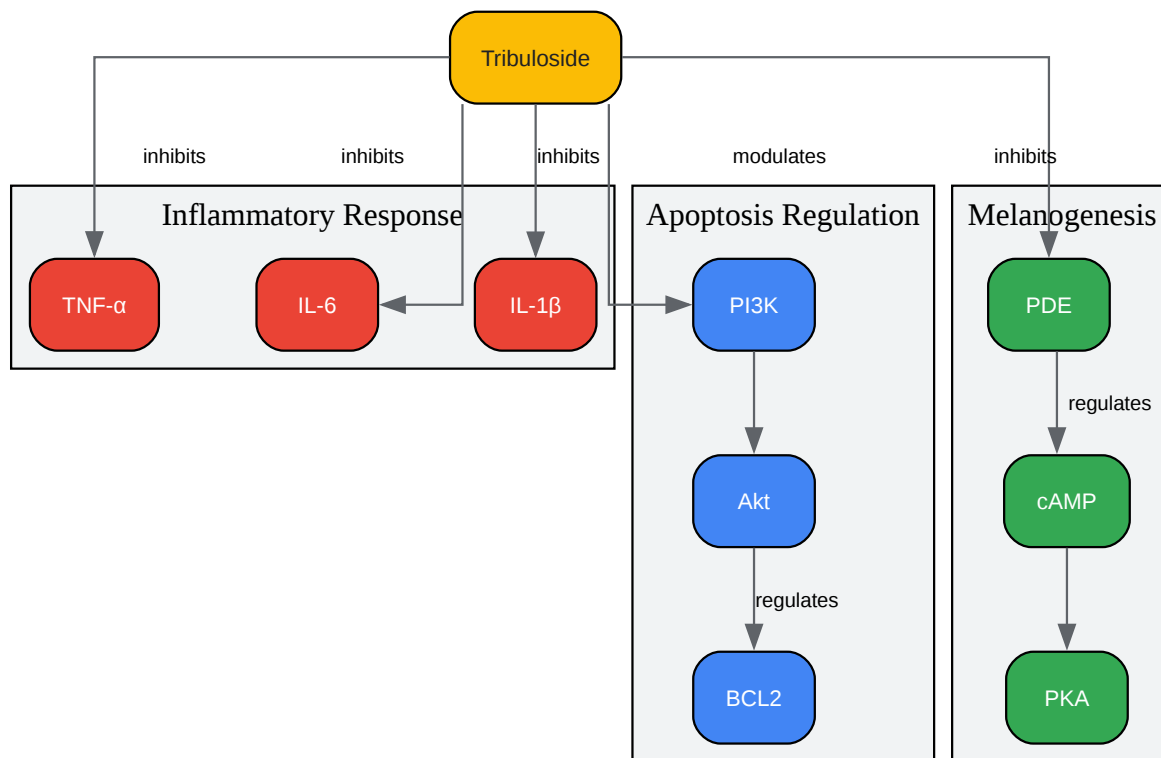 Tribuloside
inhibits
inhibits
inhibits
modulates
inhibits
Inflammatory Response
Apoptosis Regulation
Melanogenesis
TNF-α
IL-6
IL-1β
PI3K
PDE
regulates
Akt
cAMP
regulates
BCL2
PKA